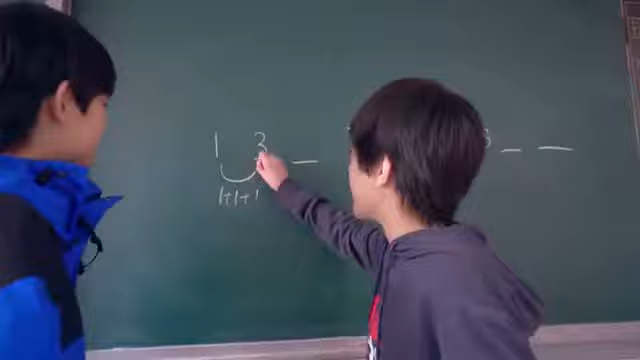 1 3 _ 3 _ _
1+1+1